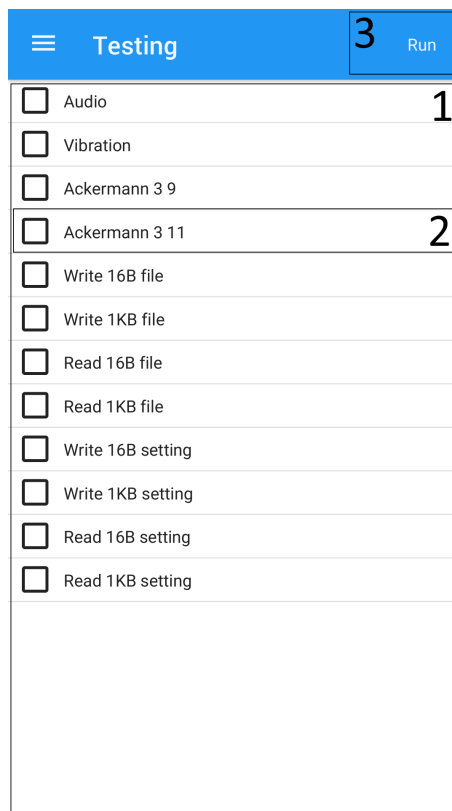 Testing
3
Run
Audio
1
Vibration
Ackermann 3 9
Ackermann 3 11
2
Write 16B file
Write 1KB file
Read 16B file
Read 1KB file
Write 16B setting
Write 1KB setting
Read 16B setting
Read 1KB setting